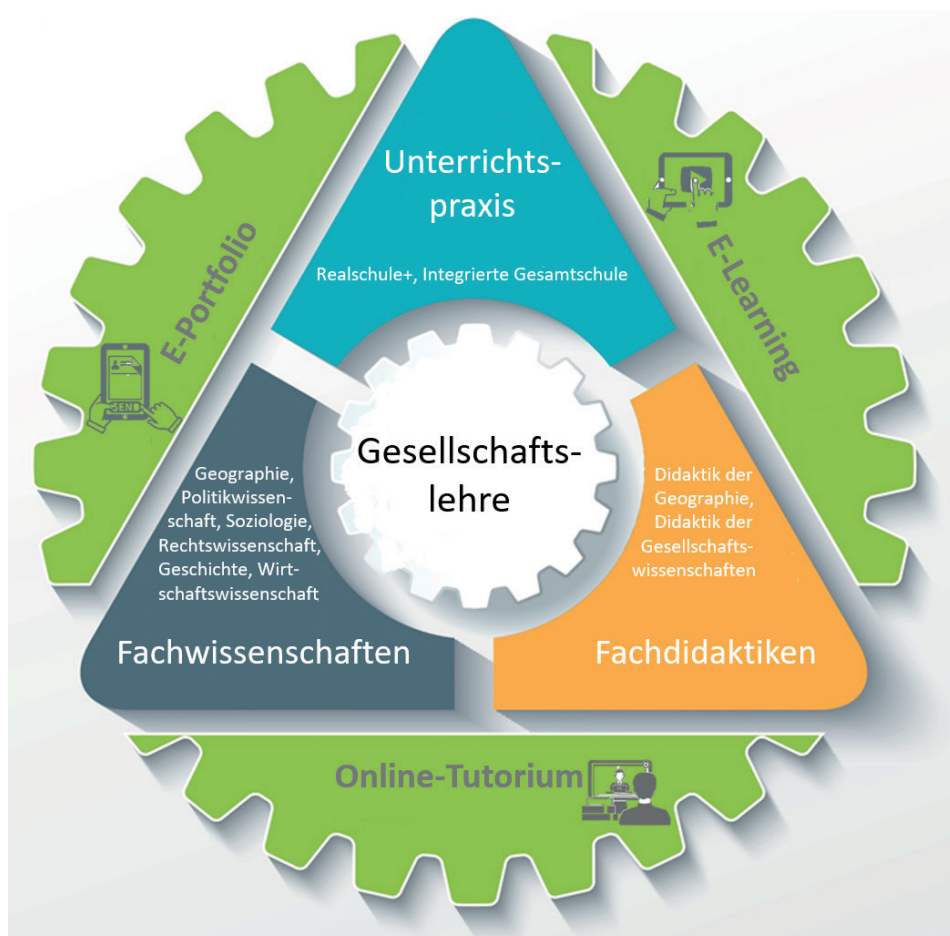 Unterrichts-
praxis
Realschule+, Integrierte Gesamtschule
E-Portfolio
SEND
E-Learning
Gesellschafts-
lehre
Geographie,
Politikwissen-
schaft, Soziologie,
Rechtswissenschaft,
Geschichte, Wirt-
schaftswissenschaft
Fachwissenschaften
Didaktik der
Geographie,
Didaktik der
Gesellschafts-
wissenschaften
Fachdidaktiken
Online-Tutorium